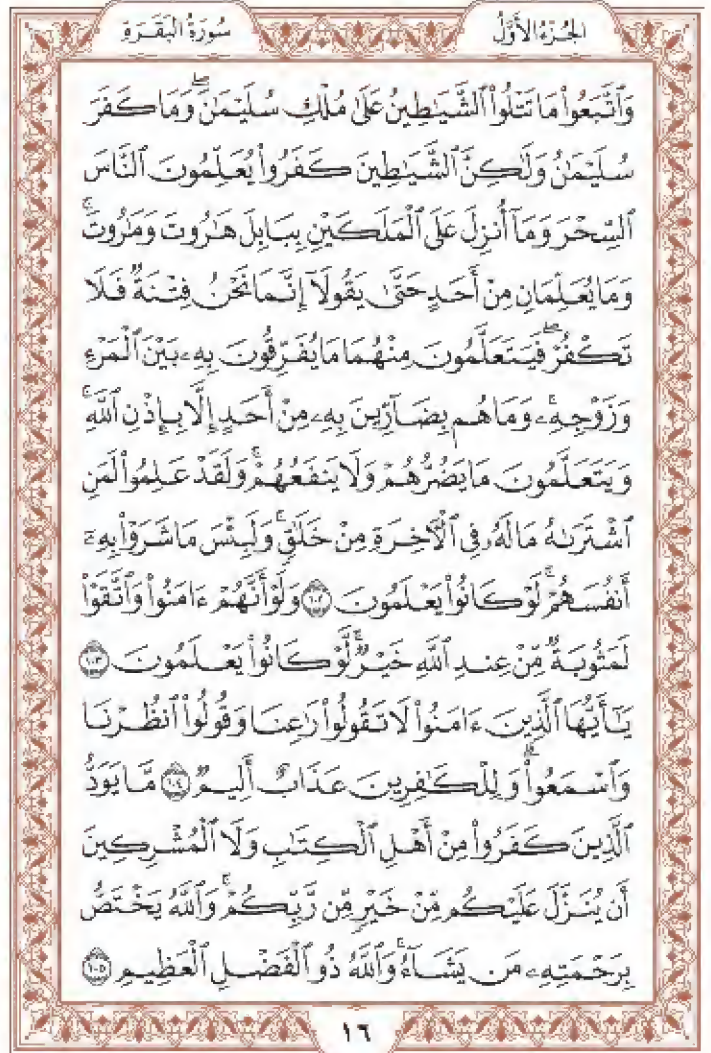 الجُزْءُ الأَوَّلُ
سُورَةُ البَقَرَةِ
وَٱتَّبَعُوا۟ مَا تَتْلُوا۟ ٱلشَّيَٰطِينُ عَلَىٰ مُلْكِ سُلَيْمَٰنَۖ وَمَا كَفَرَ
سُلَيْمَٰنُ وَلَٰكِنَّ ٱلشَّيَٰطِينَ كَفَرُوا۟ يُعَلِّمُونَ ٱلنَّاسَ
ٱلسِّحْرَ وَمَآ أُنزِلَ عَلَى ٱلْمَلَكَيْنِ بِبَابِلَ هَٰرُوتَ وَمَٰرُوتَۚ
وَمَا يُعَلِّمَانِ مِنْ أَحَدٍ حَتَّىٰ يَقُولَآ إِنَّمَا نَحْنُ فِتْنَةٌ فَلَا
تَكْفُرْۖ فَيَتَعَلَّمُونَ مِنْهُمَا مَا يُفَرِّقُونَ بِهِۦ بَيْنَ ٱلْمَرْءِ
وَزَوْجِهِۦۚ وَمَا هُم بِضَآرِّينَ بِهِۦ مِنْ أَحَدٍ إِلَّا بِإِذْنِ ٱللَّهِۚ
وَيَتَعَلَّمُونَ مَا يَضُرُّهُمْ وَلَا يَنفَعُهُمْۚ وَلَقَدْ عَلِمُوا۟ لَمَنِ
ٱشْتَرَىٰهُ مَا لَهُۥ فِى ٱلْـَٔاخِرَةِ مِنْ خَلَٰقٍۚ وَلَبِئْسَ مَا شَرَوْا۟ بِهِۦٓ
أَنفُسَهُمْۚ لَوْ كَانُوا۟ يَعْلَمُونَ ١٠٢ وَلَوْ أَنَّهُمْ ءَامَنُوا۟ وَٱتَّقَوْا۟
لَمَثُوبَةٌ مِّنْ عِندِ ٱللَّهِ خَيْرٌۖ لَّوْ كَانُوا۟ يَعْلَمُونَ ١٠٣
يَٰٓأَيُّهَا ٱلَّذِينَ ءَامَنُوا۟ لَا تَقُولُوا۟ رَٰعِنَا وَقُولُوا۟ ٱنظُرْنَا
وَٱسْمَعُوا۟ۗ وَلِلْكَٰفِرِينَ عَذَابٌ أَلِيمٌ ١٠٤ مَّا يَوَدُّ
ٱلَّذِينَ كَفَرُوا۟ مِنْ أَهْلِ ٱلْكِتَٰبِ وَلَا ٱلْمُشْرِكِينَ
أَن يُنَزَّلَ عَلَيْكُم مِّنْ خَيْرٍ مِّن رَّبِّكُمْۗ وَٱللَّهُ يَخْتَصُّ
بِرَحْمَتِهِۦ مَن يَشَآءُۚ وَٱللَّهُ ذُو ٱلْفَضْلِ ٱلْعَظِيمِ ١٠٥
١٦